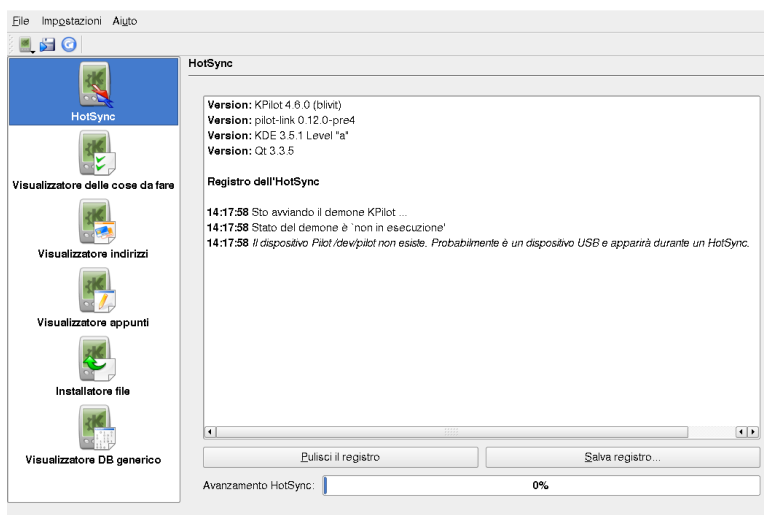 File Impostazioni Aiuto
HotSync
Visualizzatore delle cose da fare
Visualizzatore indirizzi
Visualizzatore appunti
Installatore file
Visualizzatore DB generico
HotSync
Version: KPilot 4.6.0 (blivit)
Version: pilot-link 0.12.0-pre4
Version: KDE 3.5.1 Level "a"
Version: Qt 3.3.5
Registro dell'HotSync
14:17:58 Sto avviando il demone KPilot ...
14:17:58 Stato del demone è `non in esecuzione'
14:17:58 Il dispositivo Pilot /dev/pilot non esiste. Probabilmente è un dispositivo USB e apparirà durante un HotSync.
Pulisci il registro Salva registro...
Avanzamento HotSync: 0%